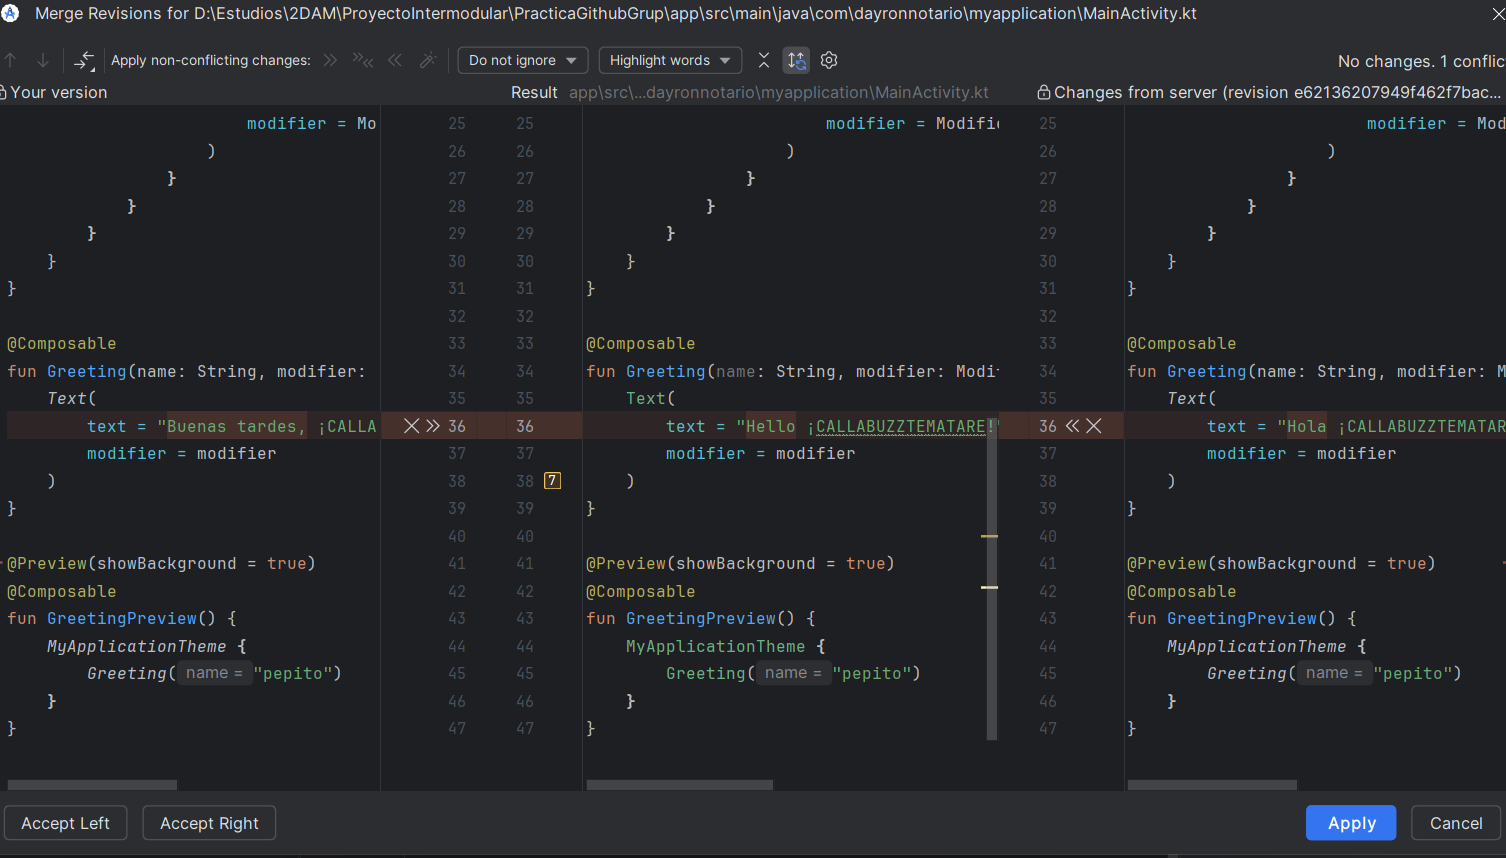 Merge Revisions for D:\Estudios\2DAM\ProyectoIntermodular\PracticaGithubGrup\app\src\main\java\com\dayronnotario\myapplication\MainActivity.kt
Apply non-conflicting changes:
Do not ignore
Highlight words
No changes. 1 conflic
Your version
Result app\src\...dayronnotario\myapplication\MainActivity.kt
Changes from server (revision e62136207949f462f7bac...
modifier = Mo 25 25 modifier = Modifi 25 modifier = Mod
) 26 26 ) 26 )
} 27 27 } 27 }
} 28 28 } 28 }
} 29 29 } 29 }
} 30 30 } 30 }
} 31 31 } 31 }
32 32 32
@Composable 33 33 @Composable 33 @Composable
fun Greeting(name: String, modifier: 34 34 fun Greeting(name: String, modifier: Modi 34 fun Greeting(name: String, modifier: M
Text( 35 35 Text( 35 Text(
text = "Buenas tardes, ¡CALLA 36 36 text = "Hello ¡CALLABUZZTEMATARE!" 36 text = "Hola ¡CALLABUZZTEMATAR
modifier = modifier 37 37 modifier = modifier 37 modifier = modifier
) 38 38 7 ) 38 )
} 39 39 } 39 }
40 40 40
@Preview(showBackground = true) 41 41 @Preview(showBackground = true) 41 @Preview(showBackground = true)
@Composable 42 42 @Composable 42 @Composable
fun GreetingPreview() { 43 43 fun GreetingPreview() { 43 fun GreetingPreview() {
MyApplicationTheme { 44 44 MyApplicationTheme { 44 MyApplicationTheme {
Greeting( name = "pepito") 45 45 Greeting( name = "pepito") 45 Greeting( name = "pepito")
} 46 46 } 46 }
} 47 47 } 47 }
Accept Left
Accept Right
Apply
Cancel